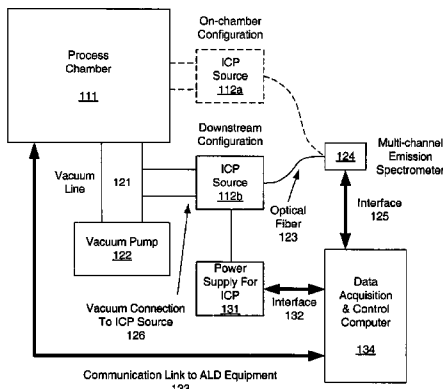 On-chamber
Configuration
Process
Chamber
111
ICP
Source
112a
Downstream
Configuration
124
Multi-channel
Emission
Spectrometer
Vacuum
Line
121
ICP
Source
112b
Optical
Fiber
123
Interface
125
Vacuum Pump
122
Power
Supply For
ICP
131
Interface
132
Data
Acquisition
& Control
Computer
134
Vacuum Connection
To ICP Source
126
Communication Link to ALD Equipment
133